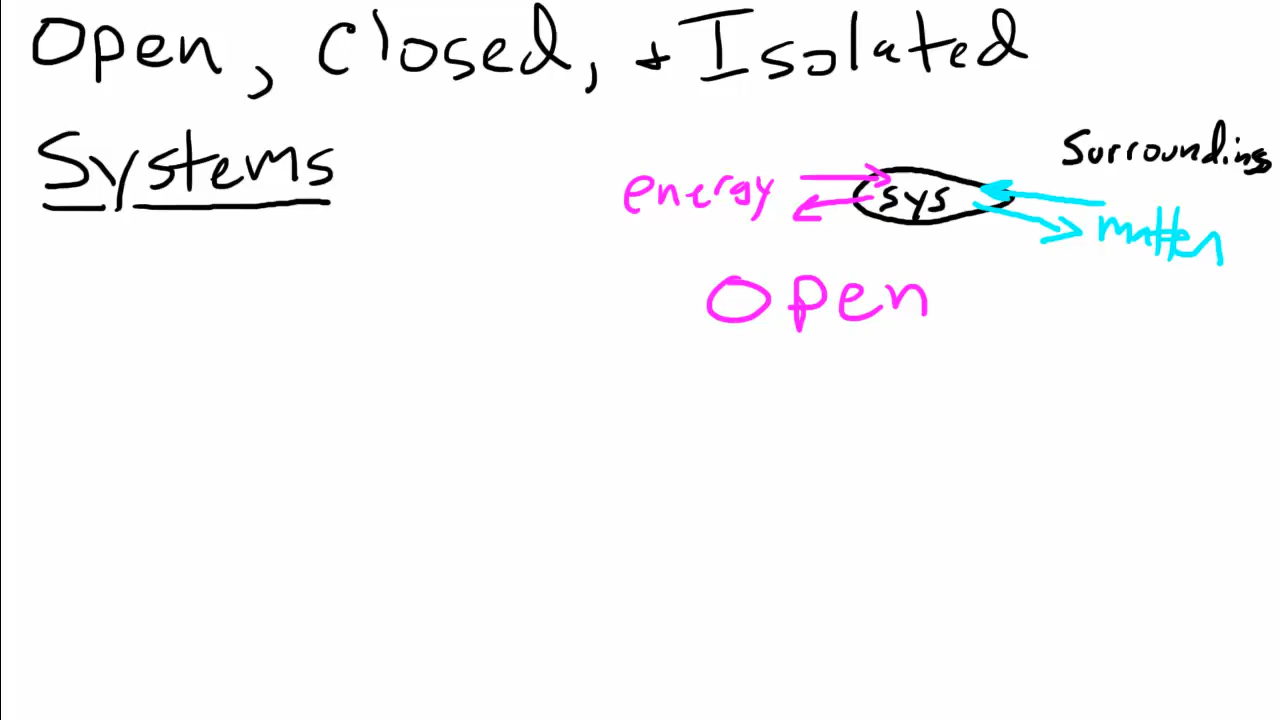 Open, Closed, + Isolated
Systems
Surroundings
energy
sys
matter
Open